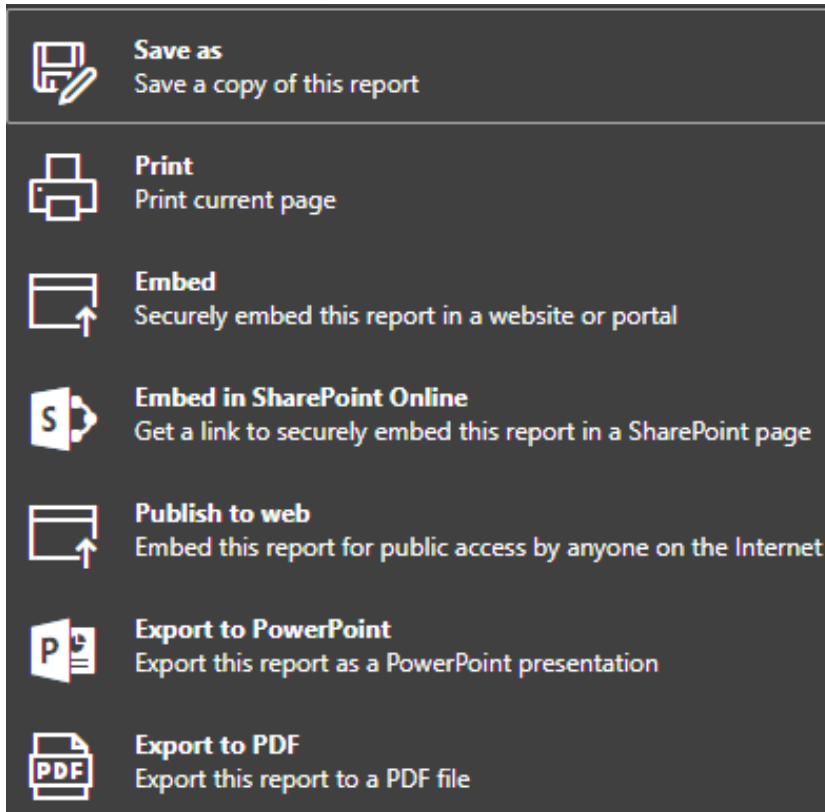 Save as
Save a copy of this report
Print
Print current page
Embed
Securely embed this report in a website or portal
S
Embed in SharePoint Online
Get a link to securely embed this report in a SharePoint page
Publish to web
Embed this report for public access by anyone on the Internet
P
Export to PowerPoint
Export this report as a PowerPoint presentation
PDF
Export to PDF
Export this report to a PDF file